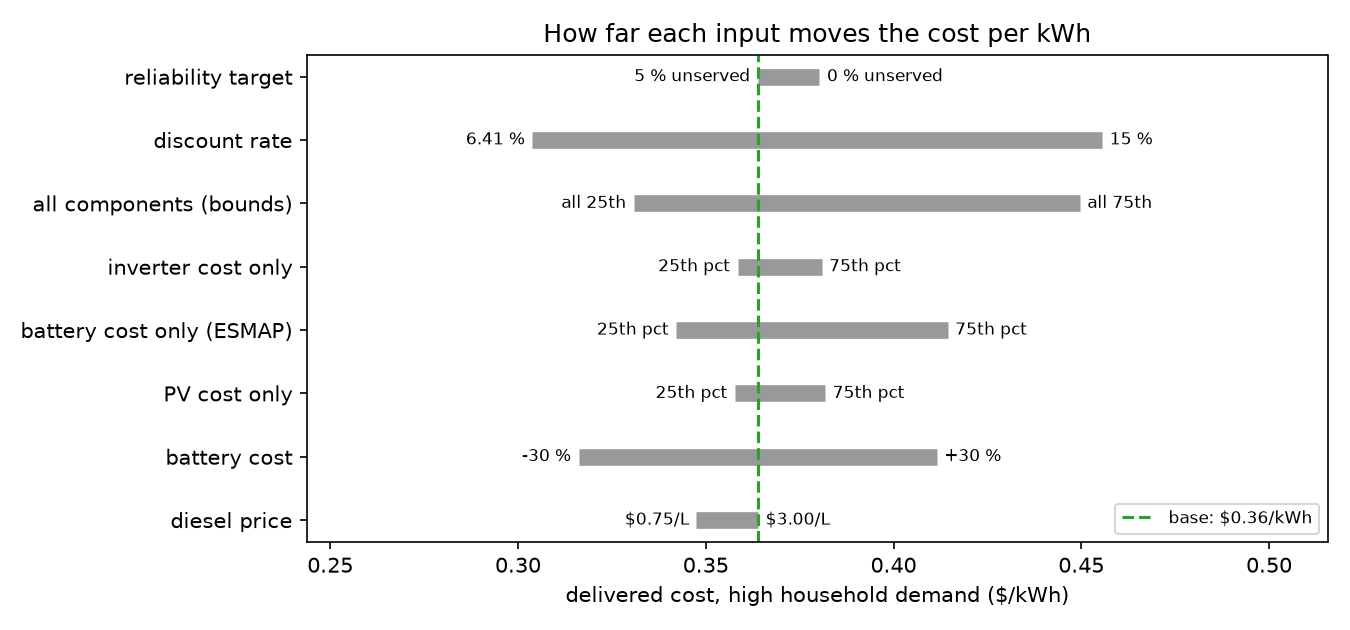 How far each input moves the cost per kWh
reliability target
5 % unserved
0 % unserved
discount rate
6.41 %
15 %
all components (bounds)
all 25th
all 75th
inverter cost only
25th pct
75th pct
battery cost only (ESMAP)
25th pct
75th pct
PV cost only
25th pct
75th pct
battery cost
-30 %
+30 %
diesel price
$0.75/L
$3.00/L
base: $0.36/kWh
0.25
0.30
0.35
0.40
0.45
0.50
delivered cost, high household demand ($/kWh)